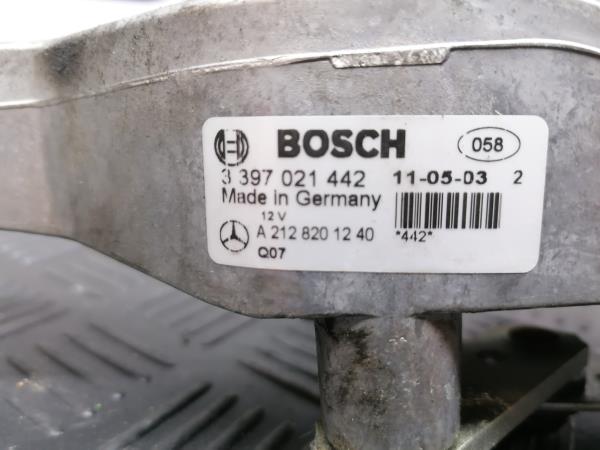 BOSCH 058
3 397 021 442 11-05-03 2
Made in Germany
12 V
A 212 820 12 40 *442*
Q07